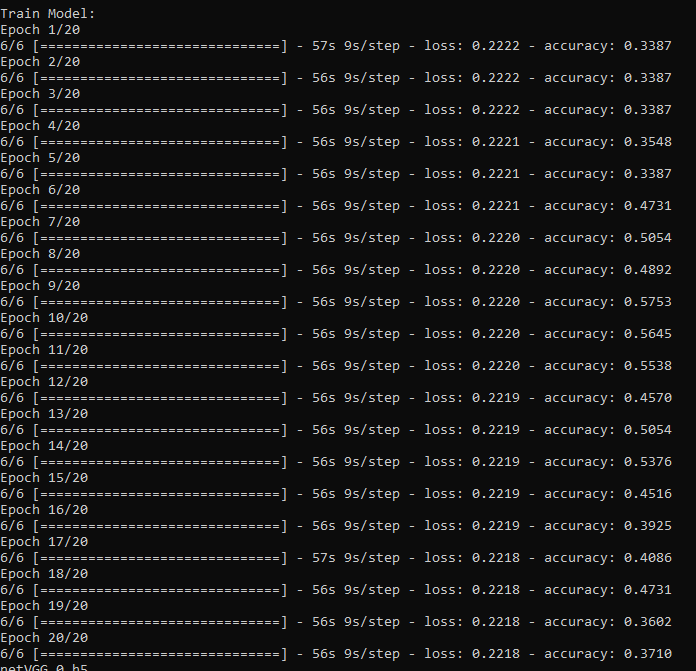 Train Model:
Epoch 1/20
6/6 [==============================] - 57s 9s/step - loss: 0.2222 - accuracy: 0.3387
Epoch 2/20
6/6 [==============================] - 56s 9s/step - loss: 0.2222 - accuracy: 0.3387
Epoch 3/20
6/6 [==============================] - 56s 9s/step - loss: 0.2222 - accuracy: 0.3387
Epoch 4/20
6/6 [==============================] - 56s 9s/step - loss: 0.2221 - accuracy: 0.3548
Epoch 5/20
6/6 [==============================] - 56s 9s/step - loss: 0.2221 - accuracy: 0.3387
Epoch 6/20
6/6 [==============================] - 56s 9s/step - loss: 0.2221 - accuracy: 0.4731
Epoch 7/20
6/6 [==============================] - 56s 9s/step - loss: 0.2220 - accuracy: 0.5054
Epoch 8/20
6/6 [==============================] - 56s 9s/step - loss: 0.2220 - accuracy: 0.4892
Epoch 9/20
6/6 [==============================] - 56s 9s/step - loss: 0.2220 - accuracy: 0.5753
Epoch 10/20
6/6 [==============================] - 56s 9s/step - loss: 0.2220 - accuracy: 0.5645
Epoch 11/20
6/6 [==============================] - 56s 9s/step - loss: 0.2220 - accuracy: 0.5538
Epoch 12/20
6/6 [==============================] - 56s 9s/step - loss: 0.2219 - accuracy: 0.4570
Epoch 13/20
6/6 [==============================] - 56s 9s/step - loss: 0.2219 - accuracy: 0.5054
Epoch 14/20
6/6 [==============================] - 56s 9s/step - loss: 0.2219 - accuracy: 0.5376
Epoch 15/20
6/6 [==============================] - 56s 9s/step - loss: 0.2219 - accuracy: 0.4516
Epoch 16/20
6/6 [==============================] - 56s 9s/step - loss: 0.2219 - accuracy: 0.3925
Epoch 17/20
6/6 [==============================] - 57s 9s/step - loss: 0.2218 - accuracy: 0.4086
Epoch 18/20
6/6 [==============================] - 56s 9s/step - loss: 0.2218 - accuracy: 0.4731
Epoch 19/20
6/6 [==============================] - 56s 9s/step - loss: 0.2218 - accuracy: 0.3602
Epoch 20/20
6/6 [==============================] - 56s 9s/step - loss: 0.2218 - accuracy: 0.3710